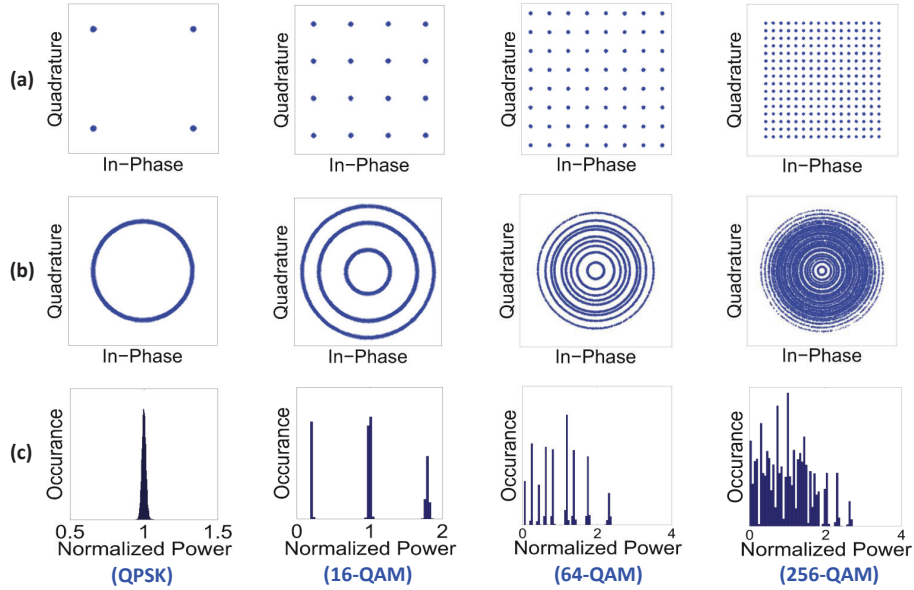 (a)
Quadrature
Quadrature
Quadrature
Quadrature
In-Phase
In-Phase
In-Phase
In-Phase
(b)
Quadrature
Quadrature
Quadrature
Quadrature
In-Phase
In-Phase
In-Phase
In-Phase
(c)
Occurance
Occurance
Occurance
Occurance
0.5 1 1.5
0 1 2
0 2 4
0 2 4
Normalized Power
Normalized Power
Normalized Power
Normalized Power
(QPSK)
(16-QAM)
(64-QAM)
(256-QAM)